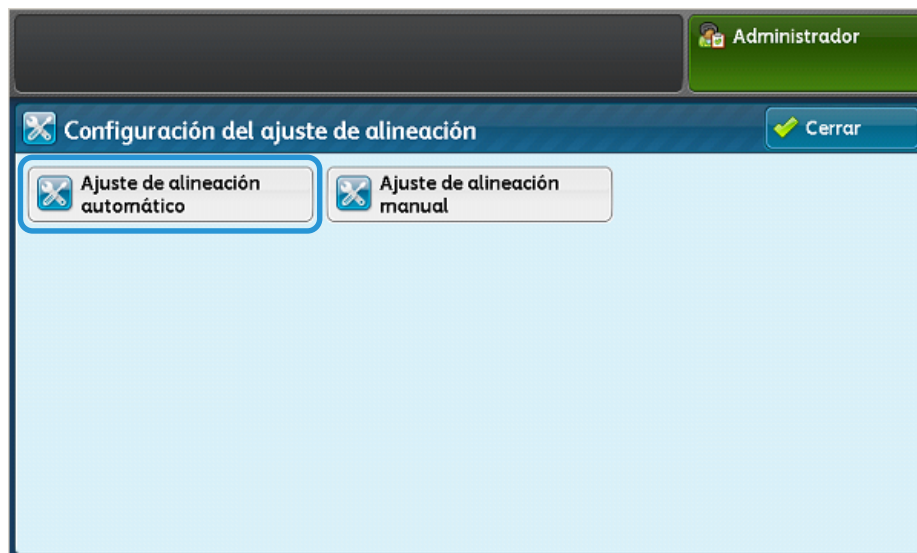 Administrador
Configuración del ajuste de alineación
Cerrar
Ajuste de alineación
automático
Ajuste de alineación
manual